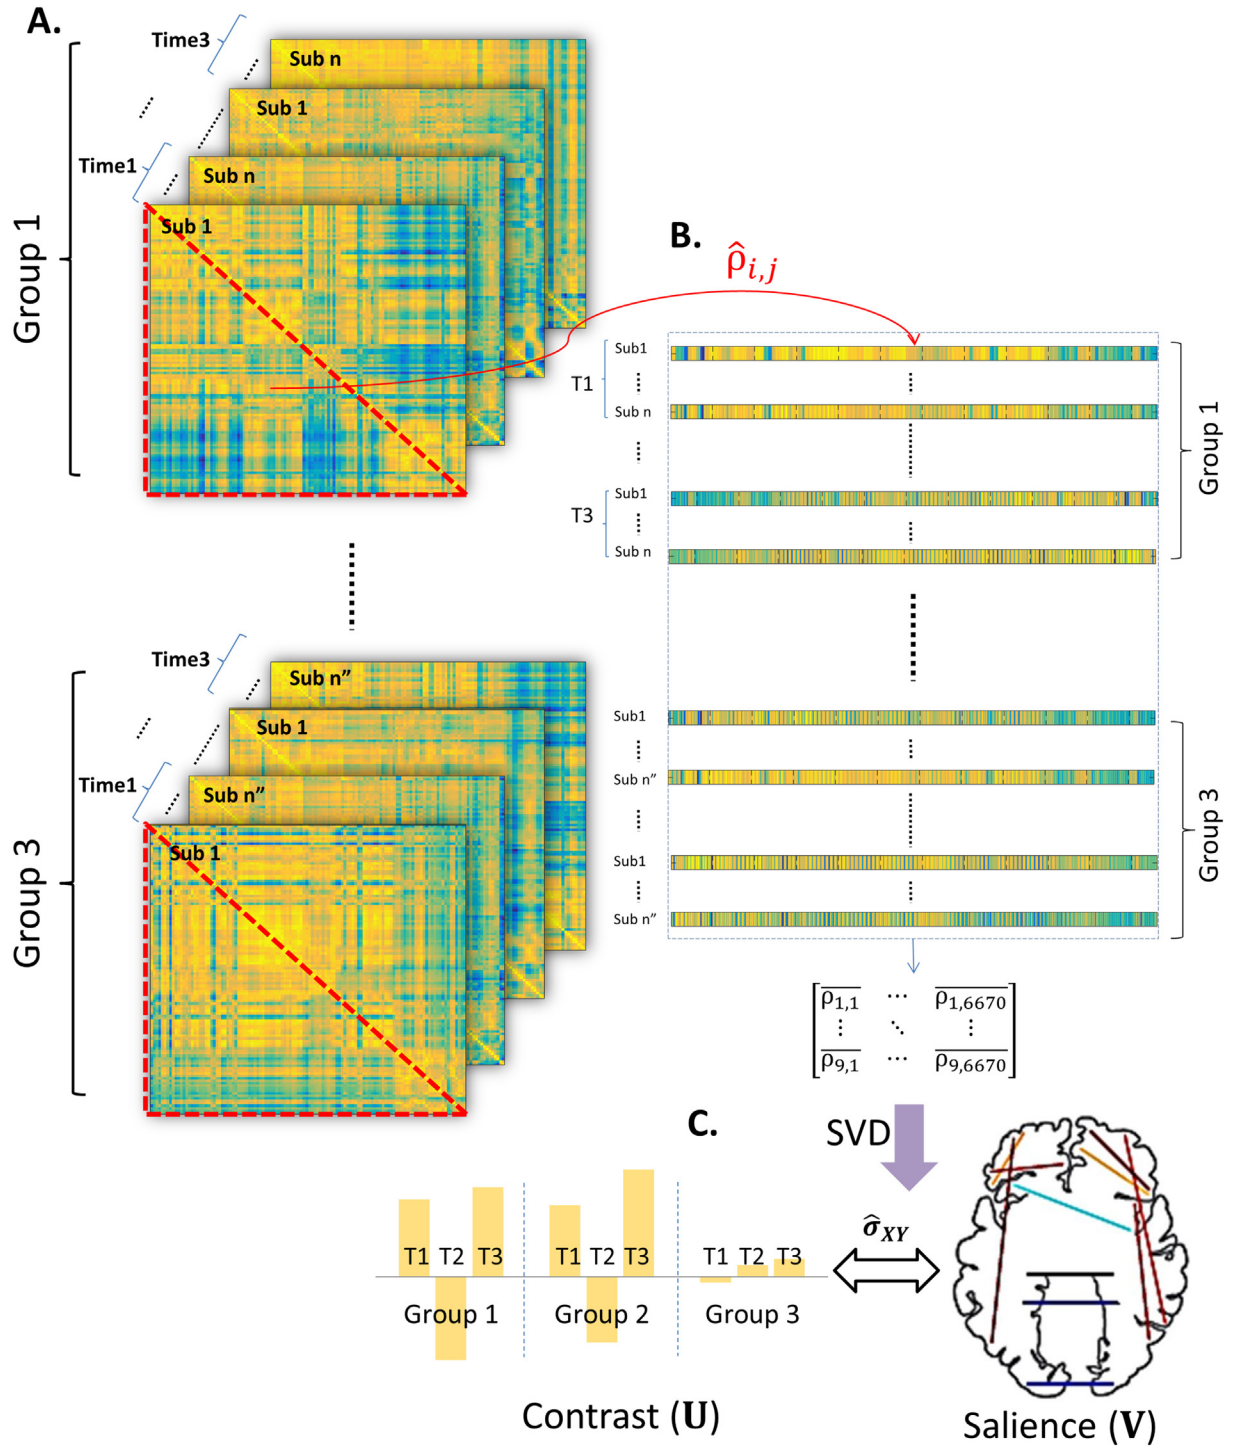 A.
Time3
Sub n
Sub 1
Time1
Sub n
Sub 1
Group 1
B.
ρ̂i,j
Sub1
T1
Sub n
Sub1
T3
Sub n
Group 1
Time3
Sub n”
Sub 1
Time1
Sub n”
Sub 1
Group 3
Sub1
Sub n”
Sub1
Sub n”
Group 3
ρ1,1 ⋯ ρ1,6670
⋮ ⋱ ⋮
ρ9,1 ⋯ ρ9,6670
C.
SVD
σ̂XY
T1 T2 T3 T1 T2 T3 T1 T2 T3
Group 1 Group 2 Group 3
Contrast (U)
Salience (V)